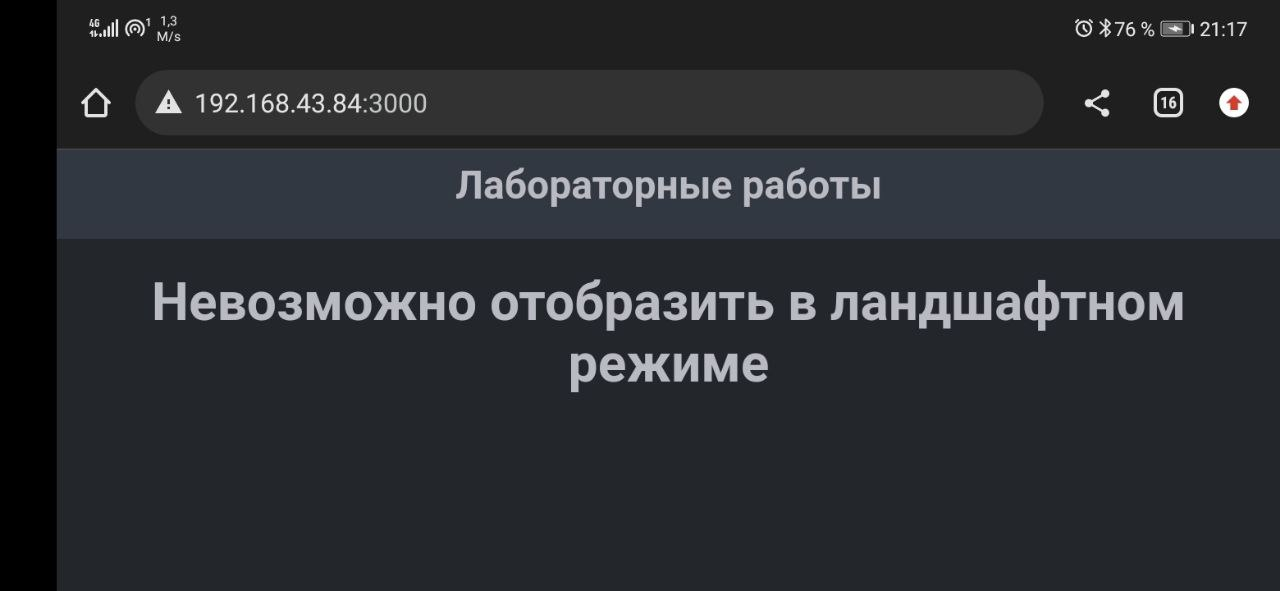 4G 1 1,3 M/s 76 % 21:17
192.168.43.84:3000 16
Лабораторные работы
Невозможно отобразить в ландшафтном
режиме